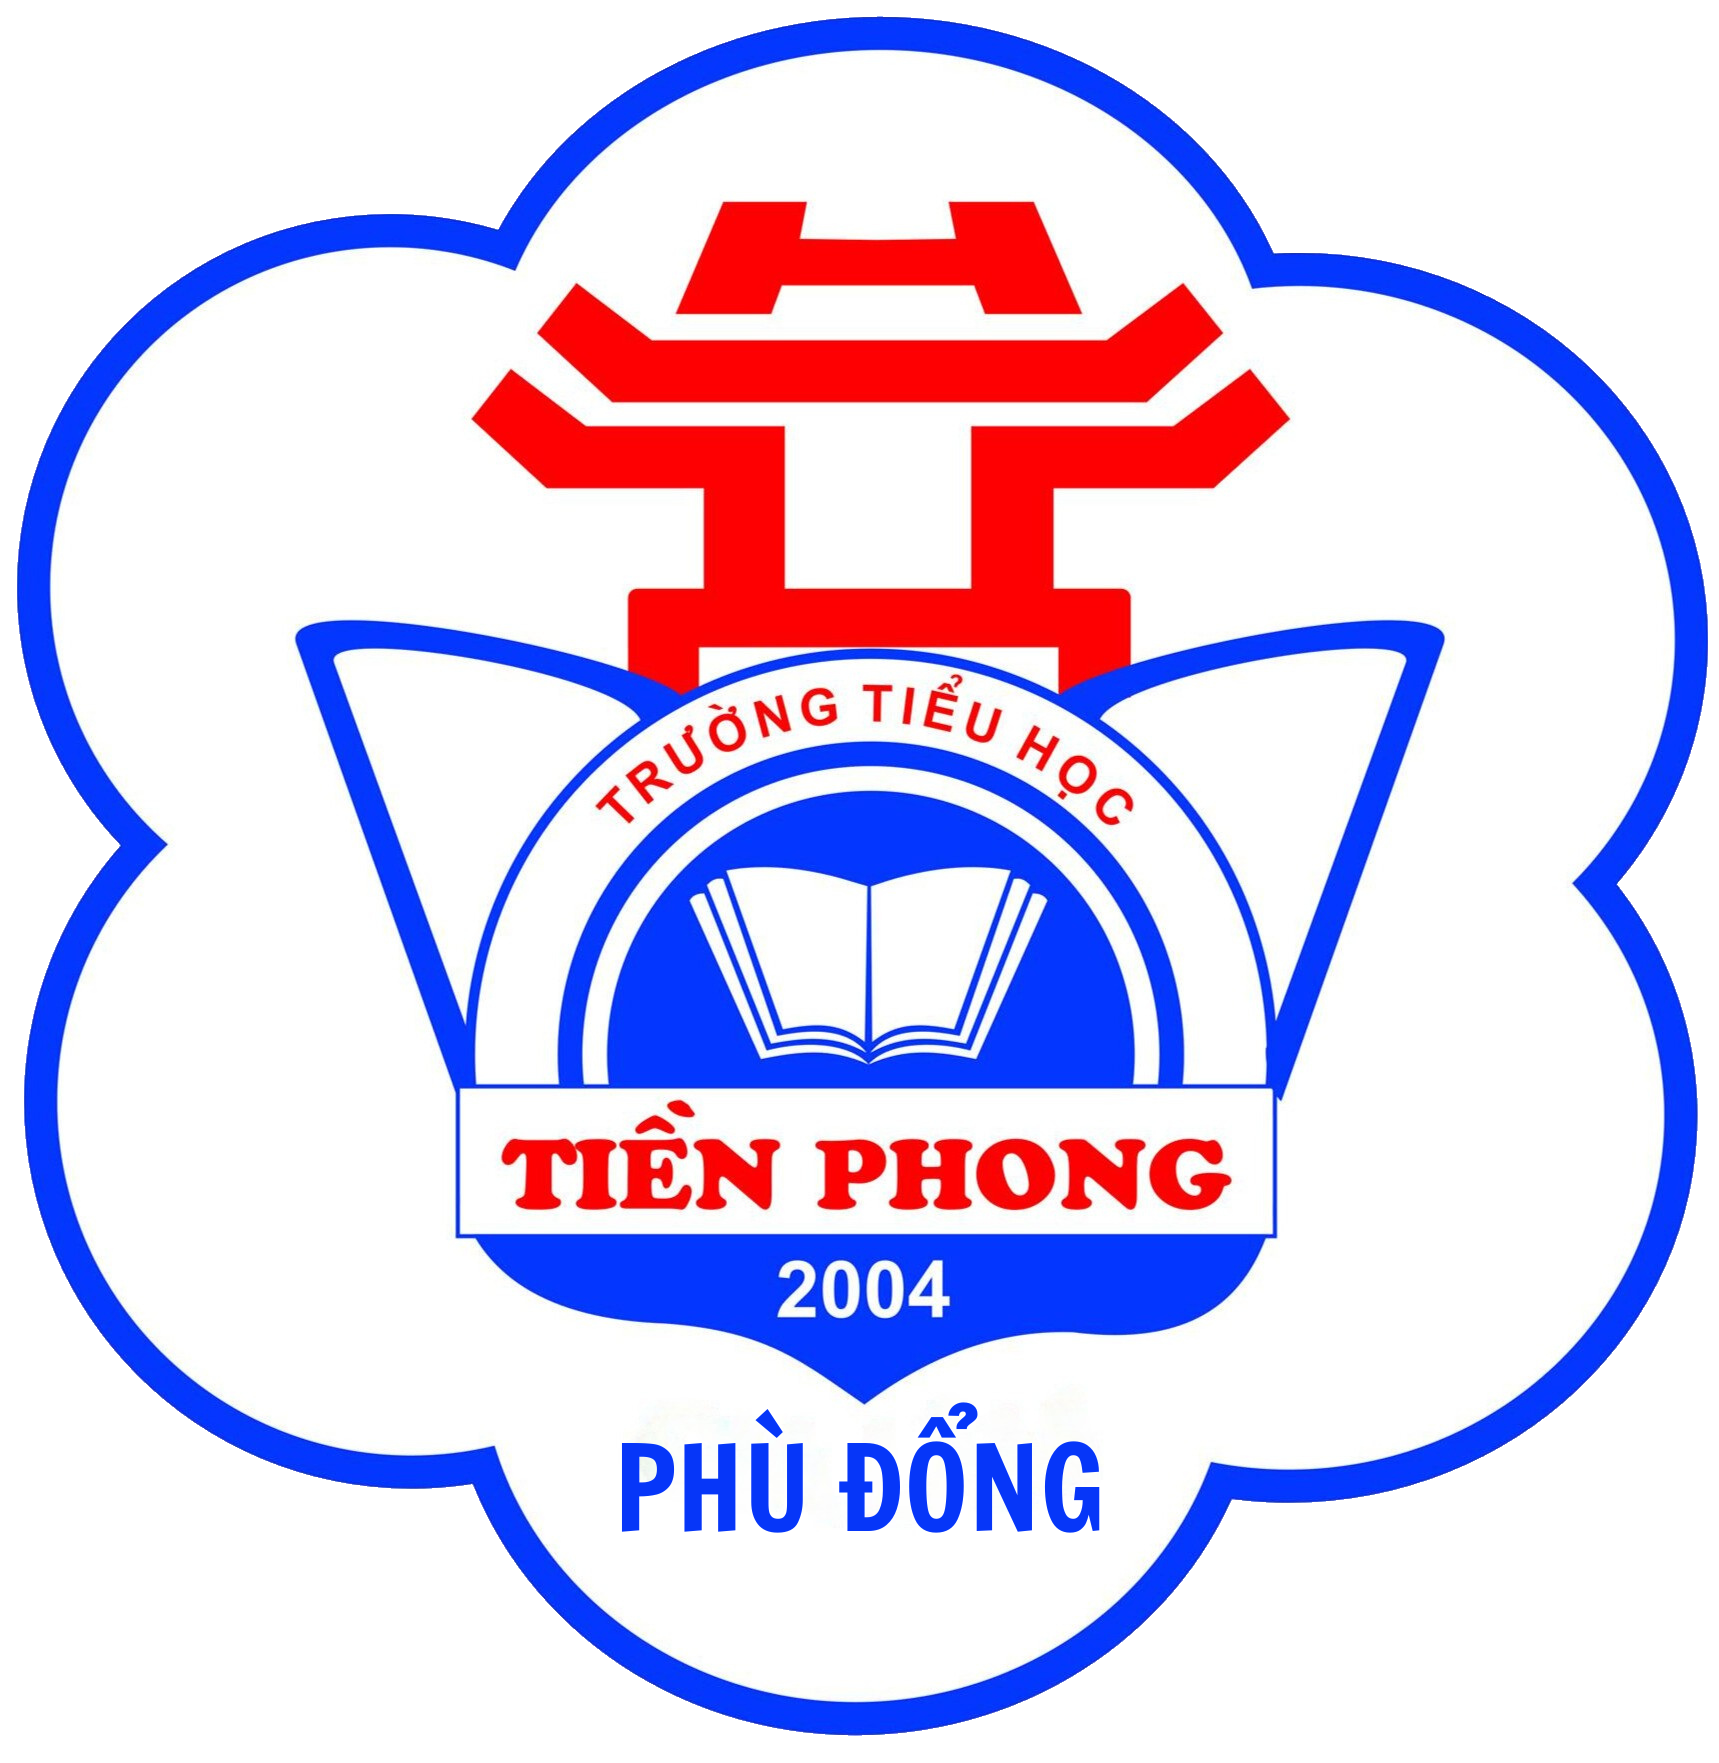 TRƯỜNG TIỂU HỌC
TIỀN PHONG
2004
PHÙ ĐỔNG